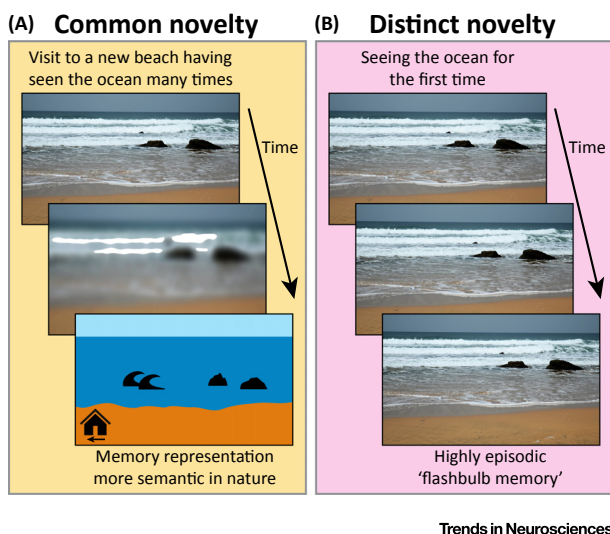 (A) Common novelty
Visit to a new beach having
seen the ocean many times
Time
Memory representation
more semantic in nature
(B) Distinct novelty
Seeing the ocean for
the first time
Time
Highly episodic
‘flashbulb memory’
Trends in Neurosciences